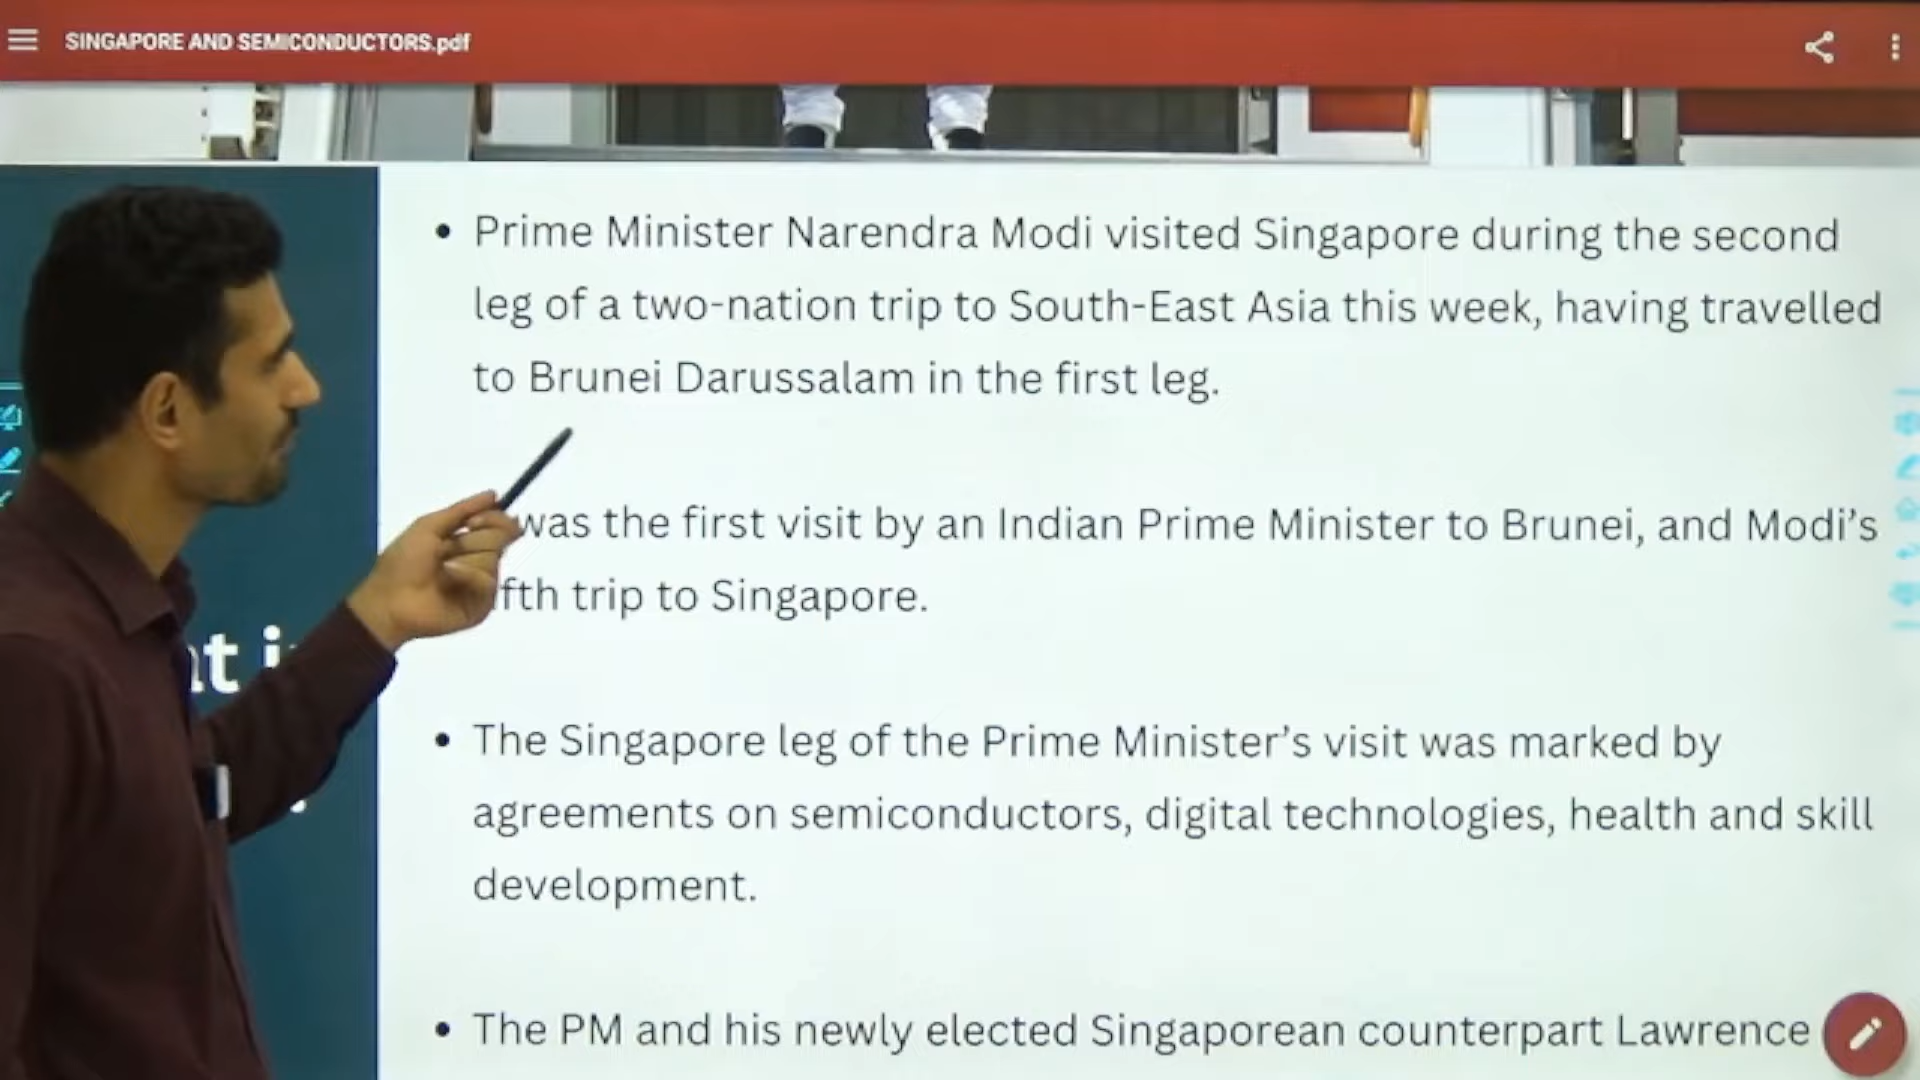 SINGAPORE AND SEMICONDUCTORS.pdf
Prime Minister Narendra Modi visited Singapore during the second
leg of a two-nation trip to South-East Asia this week, having travelled
to Brunei Darussalam in the first leg.
was the first visit by an Indian Prime Minister to Brunei, and Modi’s
trip to Singapore.
The Singapore leg of the Prime Minister’s visit was marked by
agreements on semiconductors, digital technologies, health and skill
development.
The PM and his newly elected Singaporean counterpart Lawrence